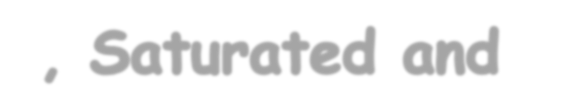 , Saturated and